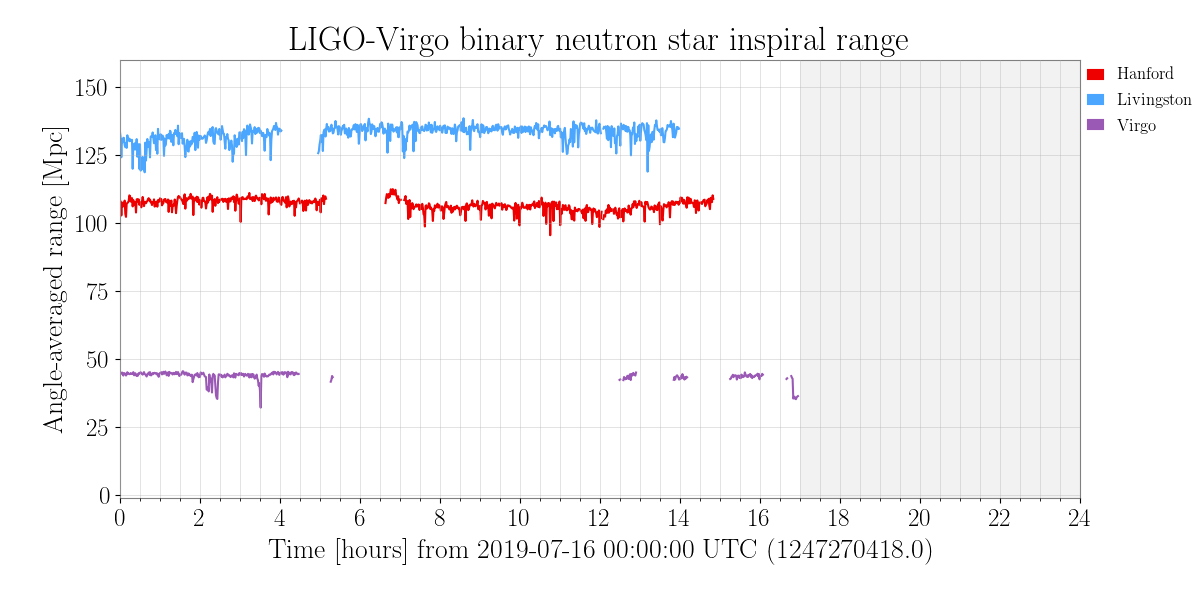 LIGO-Virgo binary neutron star inspiral range
Angle-averaged range [Mpc]
150
125
100
75
50
25
0
0 2 4 6 8 10 12 14 16 18 20 22 24
Time [hours] from 2019-07-16 00:00:00 UTC (1247270418.0)
Hanford
Livingston
Virgo